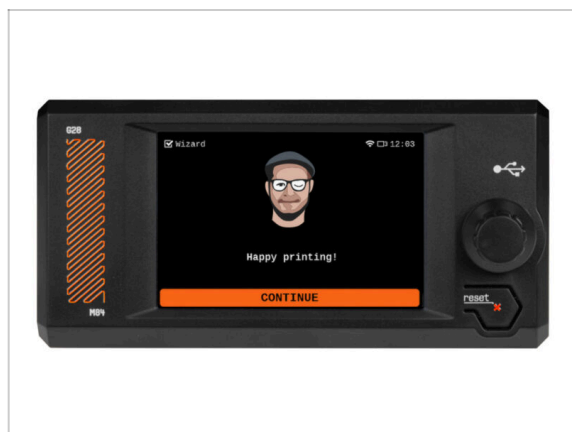 G28
Wizard
12:03
Happy printing!
CONTINUE
reset
M84